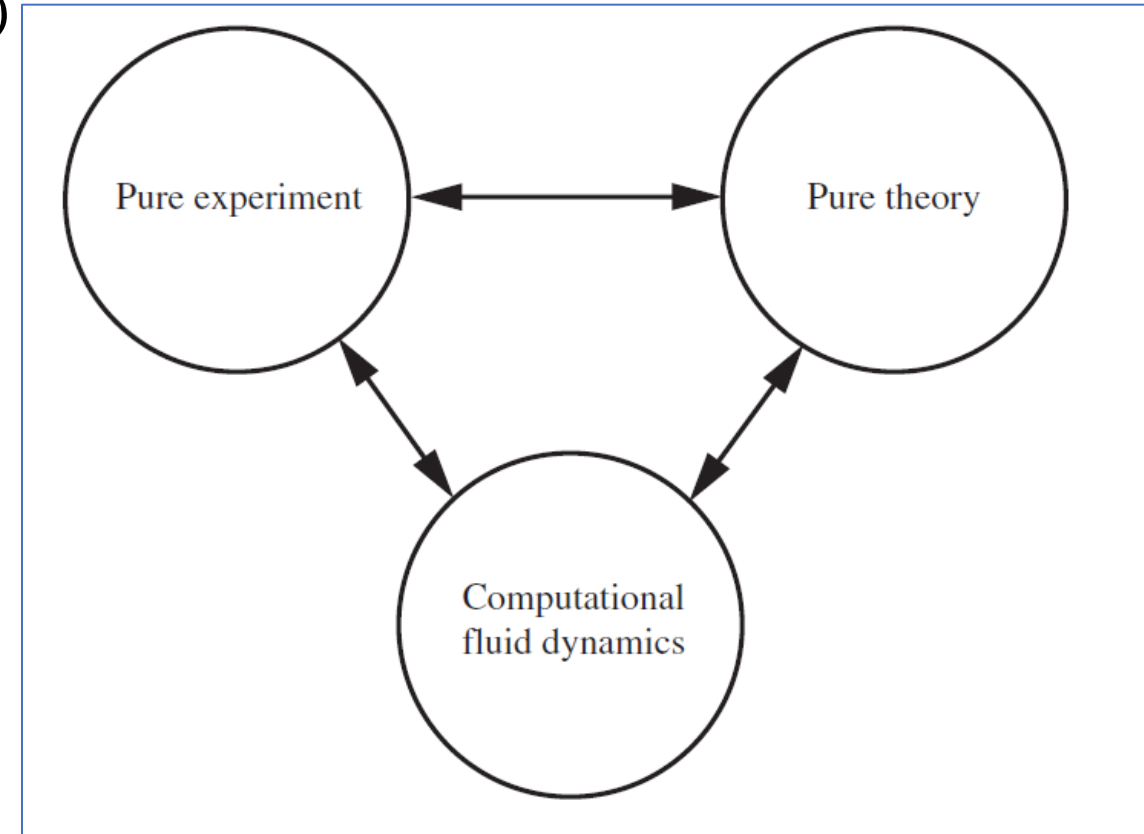 )
Pure experiment
Pure theory
Computational
fluid dynamics